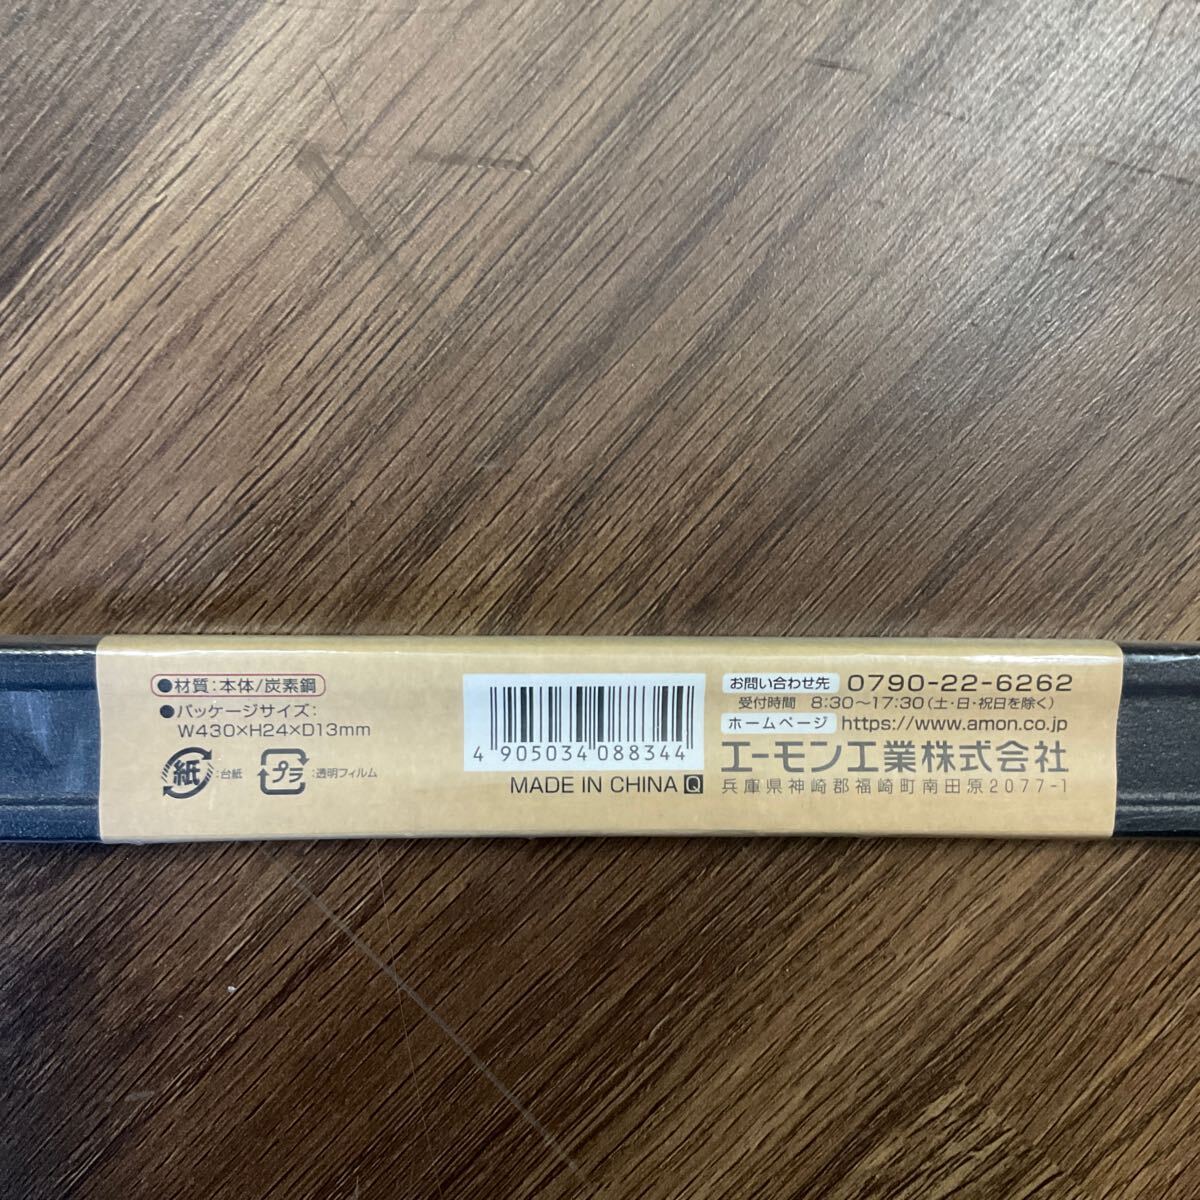 ●材質:本体/炭素鋼
●パッケージサイズ:
W430×H24×D13mm
紙 :台紙 プラ :透明フィルム
4 905034 088344
MADE IN CHINA Q
お問い合わせ先 0790-22-6262
受付時間 8:30〜17:30(土・日・祝日を除く)
ホームページ https://www.amon.co.jp
エーモン工業株式会社
兵庫県神崎郡福崎町南田原2077-1